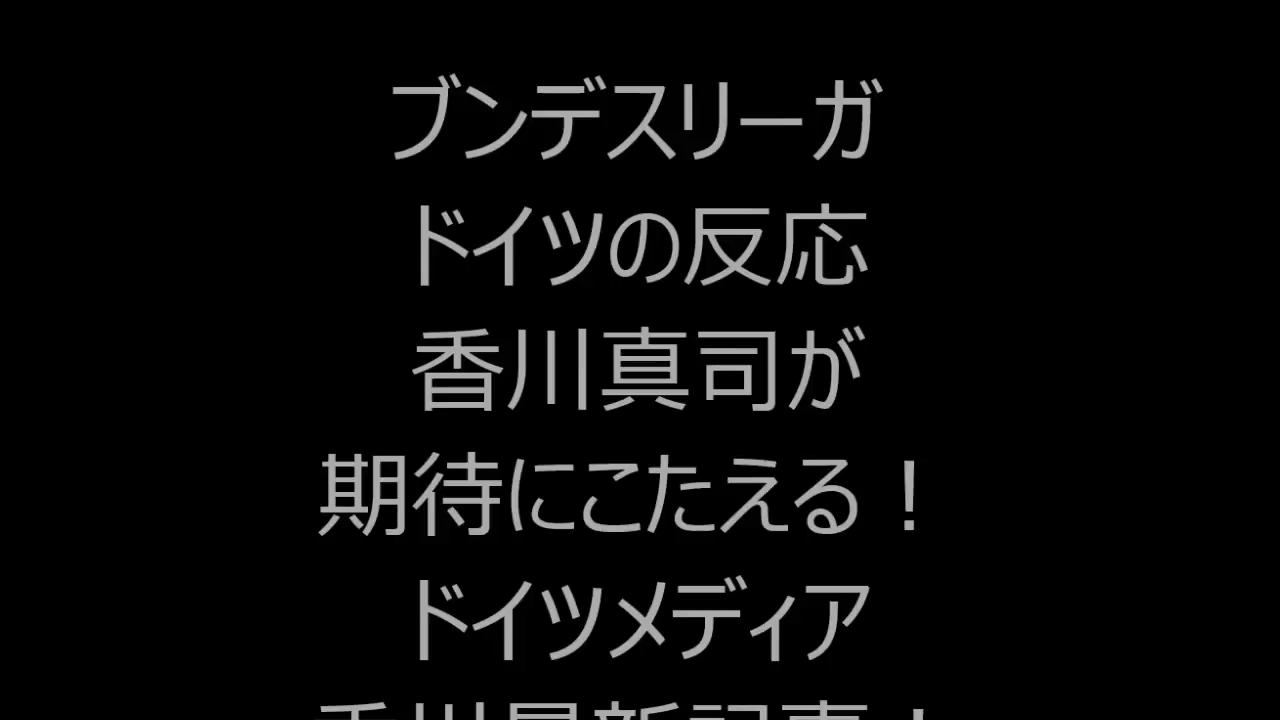 ブンデスリーガ
ドイツの反応
香川真司が
期待にこたえる！
ドイツメディア